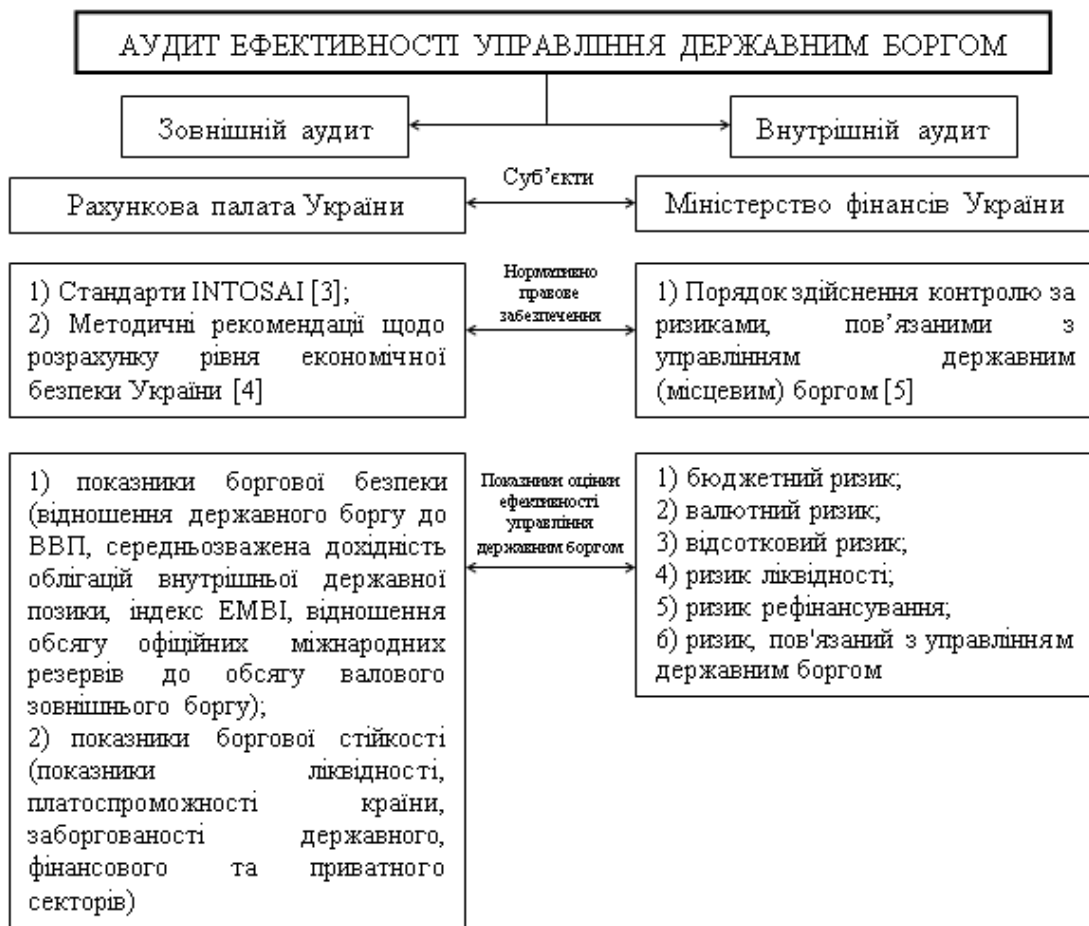 АУДИТ ЕФЕКТИВНОСТІ УПРАВЛІННЯ ДЕРЖАВНИМ БОРГОМ
Зовнішній аудит
Внутрішній аудит
Суб’єкти
Рахункова палата України
Міністерство фінансів України
1) Стандарти INTOSAI [3];
2) Методичні рекомендації щодо
розрахунку рівня економічної
безпеки України [4]
Нормативно
правове
забезпечення
1) Порядок здійснення контролю за
ризиками, пов’язаними з
управлінням державним
(місцевим) боргом [5]
1) показники боргової безпеки
(відношення державного боргу до
ВВП, середньозважена дохідність
облігацій внутрішньої державної
позики, індекс EMBI, відношення
обсягу офіційних міжнародних
резервів до обсягу валового
зовнішнього боргу);
2) показники боргової стійкості
(показники ліквідності,
платоспроможності країни,
заборгованості державного,
фінансового та приватного
секторів)
Показники оцінки
ефективності
управління
державним боргом
1) бюджетний ризик;
2) валютний ризик;
3) відсотковий ризик;
4) ризик ліквідності;
5) ризик рефінансування;
6) ризик, пов'язаний з управлінням
державним боргом